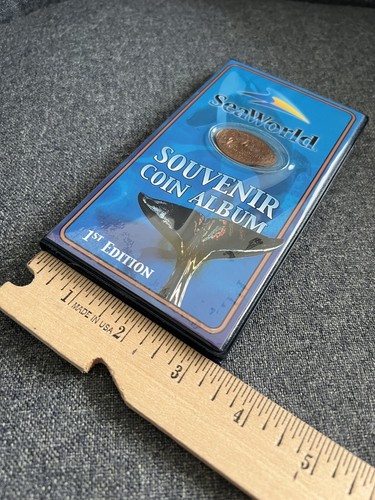 SeaWorld
SOUVENIR
COIN ALBUM
1ST EDITION
1 MADE IN USA 2 3 4 5